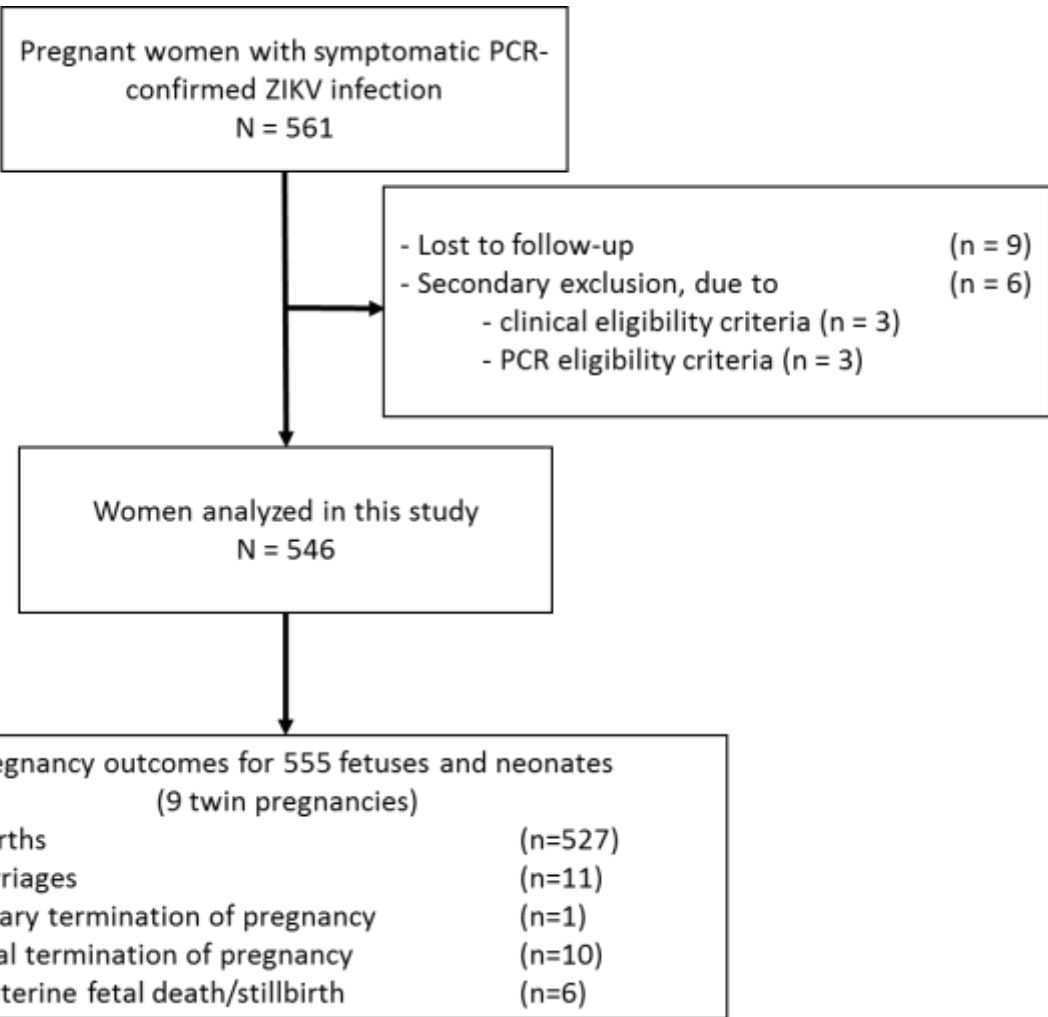 Pregnant women with symptomatic PCR-
confirmed ZIKV infection
N = 561
- Lost to follow-up (n = 9)
- Secondary exclusion, due to (n = 6)
- clinical eligibility criteria (n = 3)
- PCR eligibility criteria (n = 3)
Women analyzed in this study
N = 546
egnancy outcomes for 555 fetuses and neonates
(9 twin pregnancies)
rths (n=527)
rriages (n=11)
ary termination of pregnancy (n=1)
al termination of pregnancy (n=10)
terine fetal death/stillbirth (n=6)